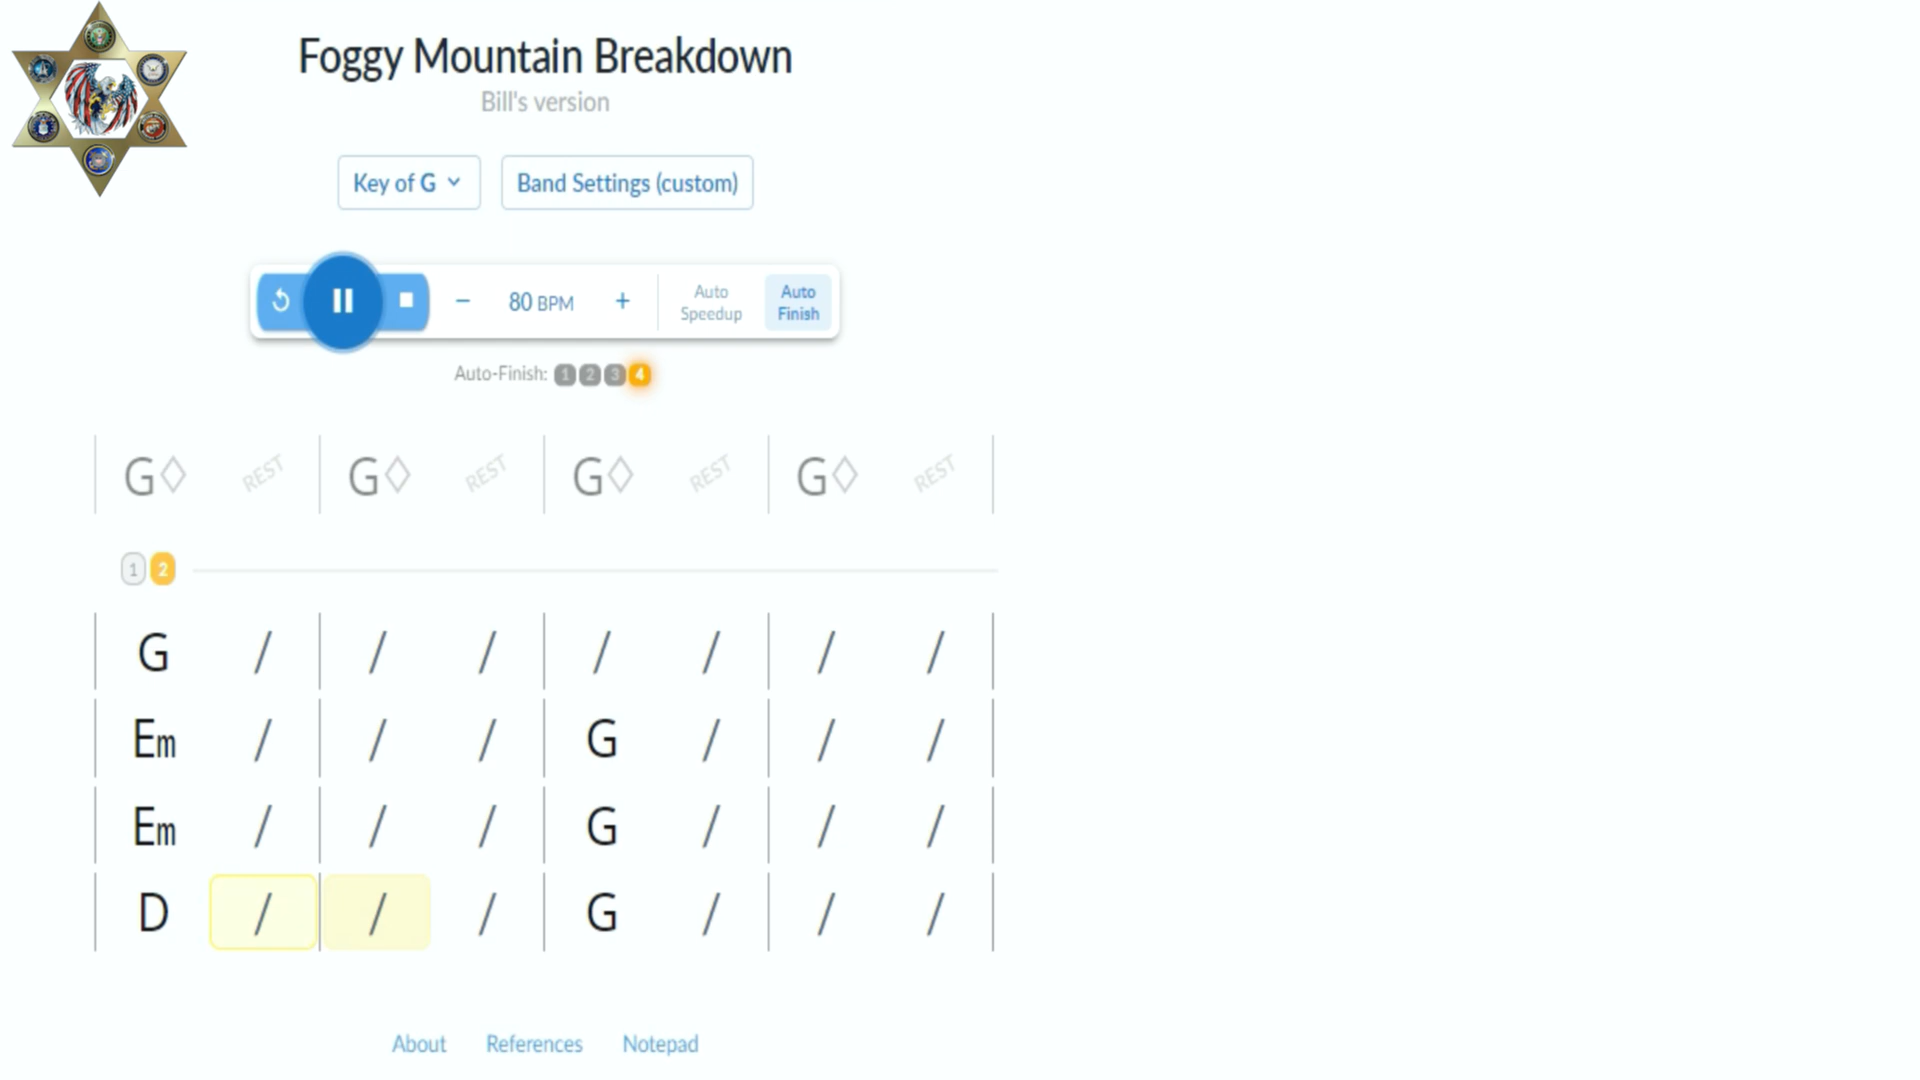 Foggy Mountain Breakdown
Bill's version
Key of G
Band Settings (custom)
80 BPM
Auto Speedup
Auto Finish
Auto-Finish: 1 2 3 4
G◇ REST G◇ REST G◇ REST G◇ REST
1 2
G / / / / / / /
Em / / / G / / /
Em / / / G / / /
D / / / G / / /
About References Notepad